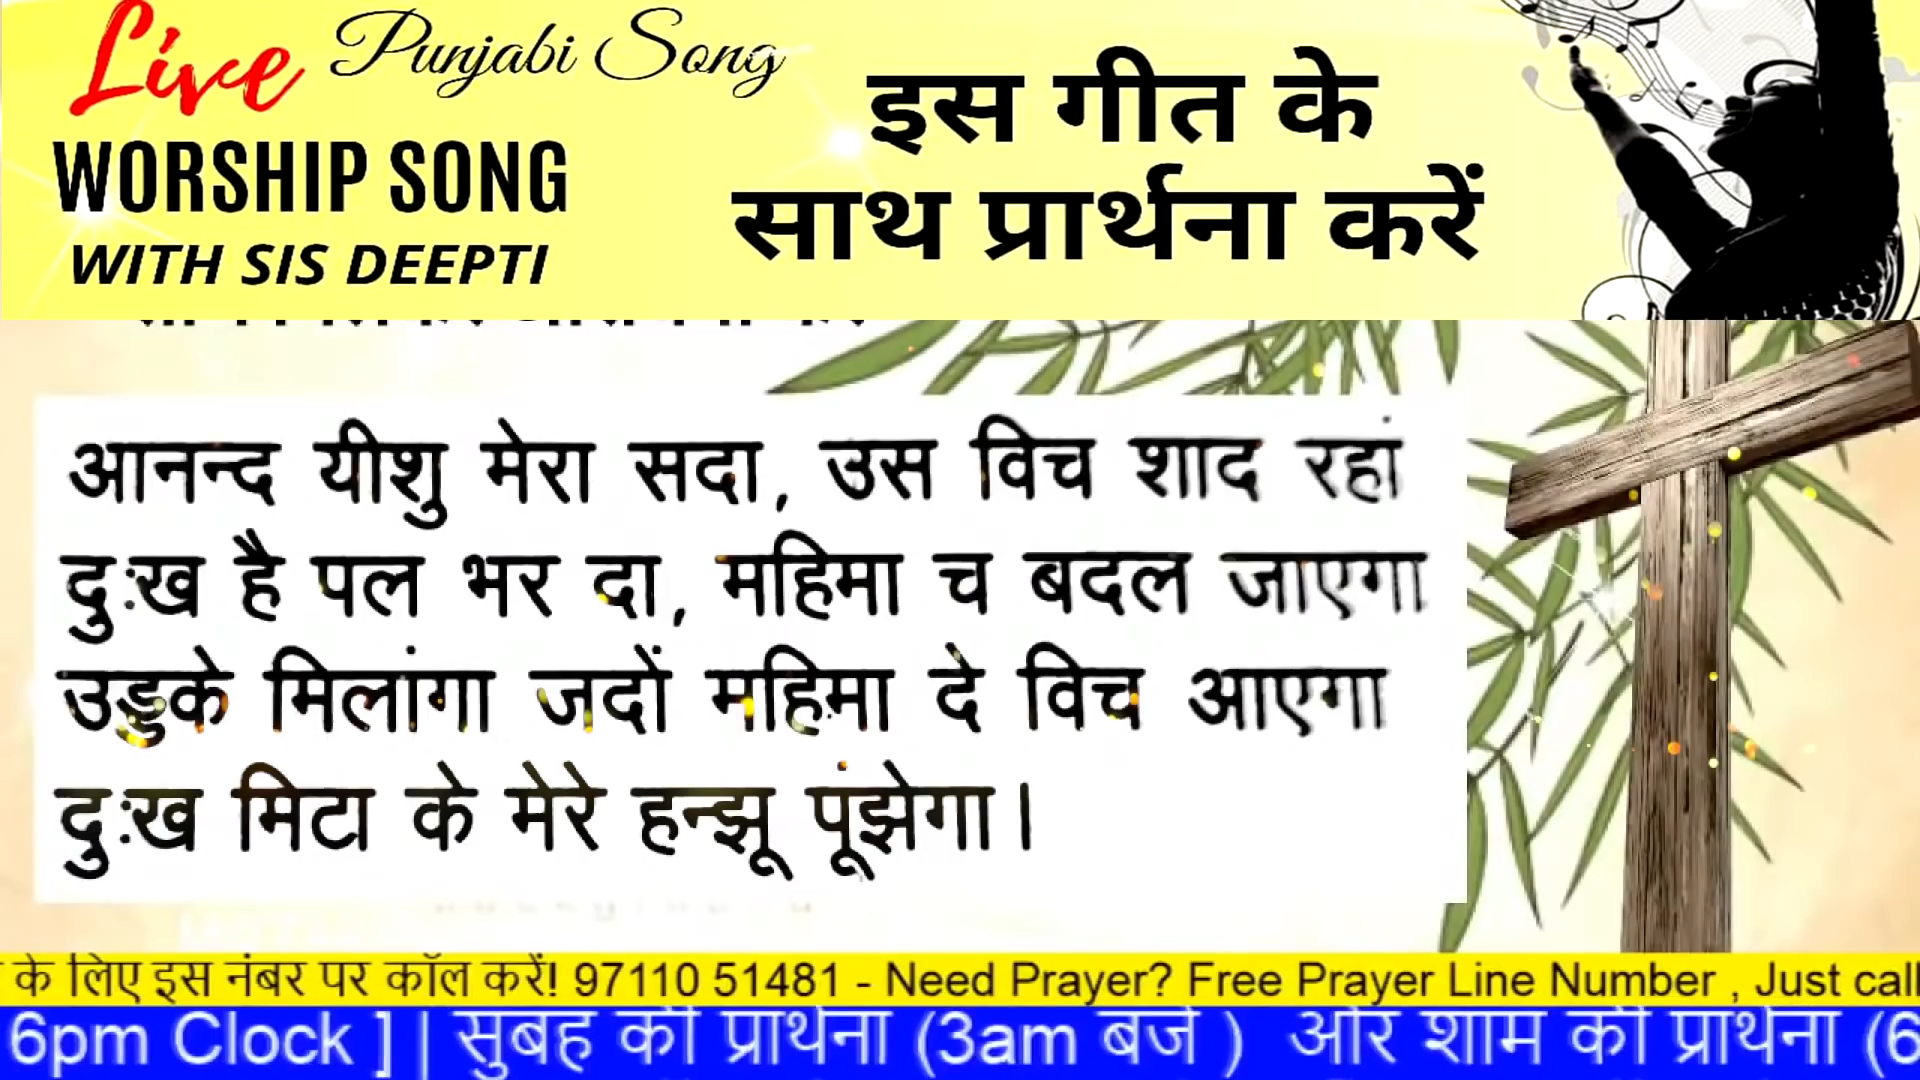 Live Punjabi Song
WORSHIP SONG
WITH SIS DEEPTI
इस गीत के
साथ प्रार्थना करें
आनन्द यीशु मेरा सदा, उस विच शाद रहां
दुःख है पल भर दा, महिमा च बदल जाएगा
उड्डके मिलांगा जदों महिमा दे विच आएगा
दुःख मिटा के मेरे हन्झू पूंझेगा।
के लिए इस नंबर पर कॉल करें! 97110 51481 - Need Prayer? Free Prayer Line Number , Just call
6pm Clock ] | सुबह की प्रार्थना (3am बजे ) और शाम की प्रार्थना (6